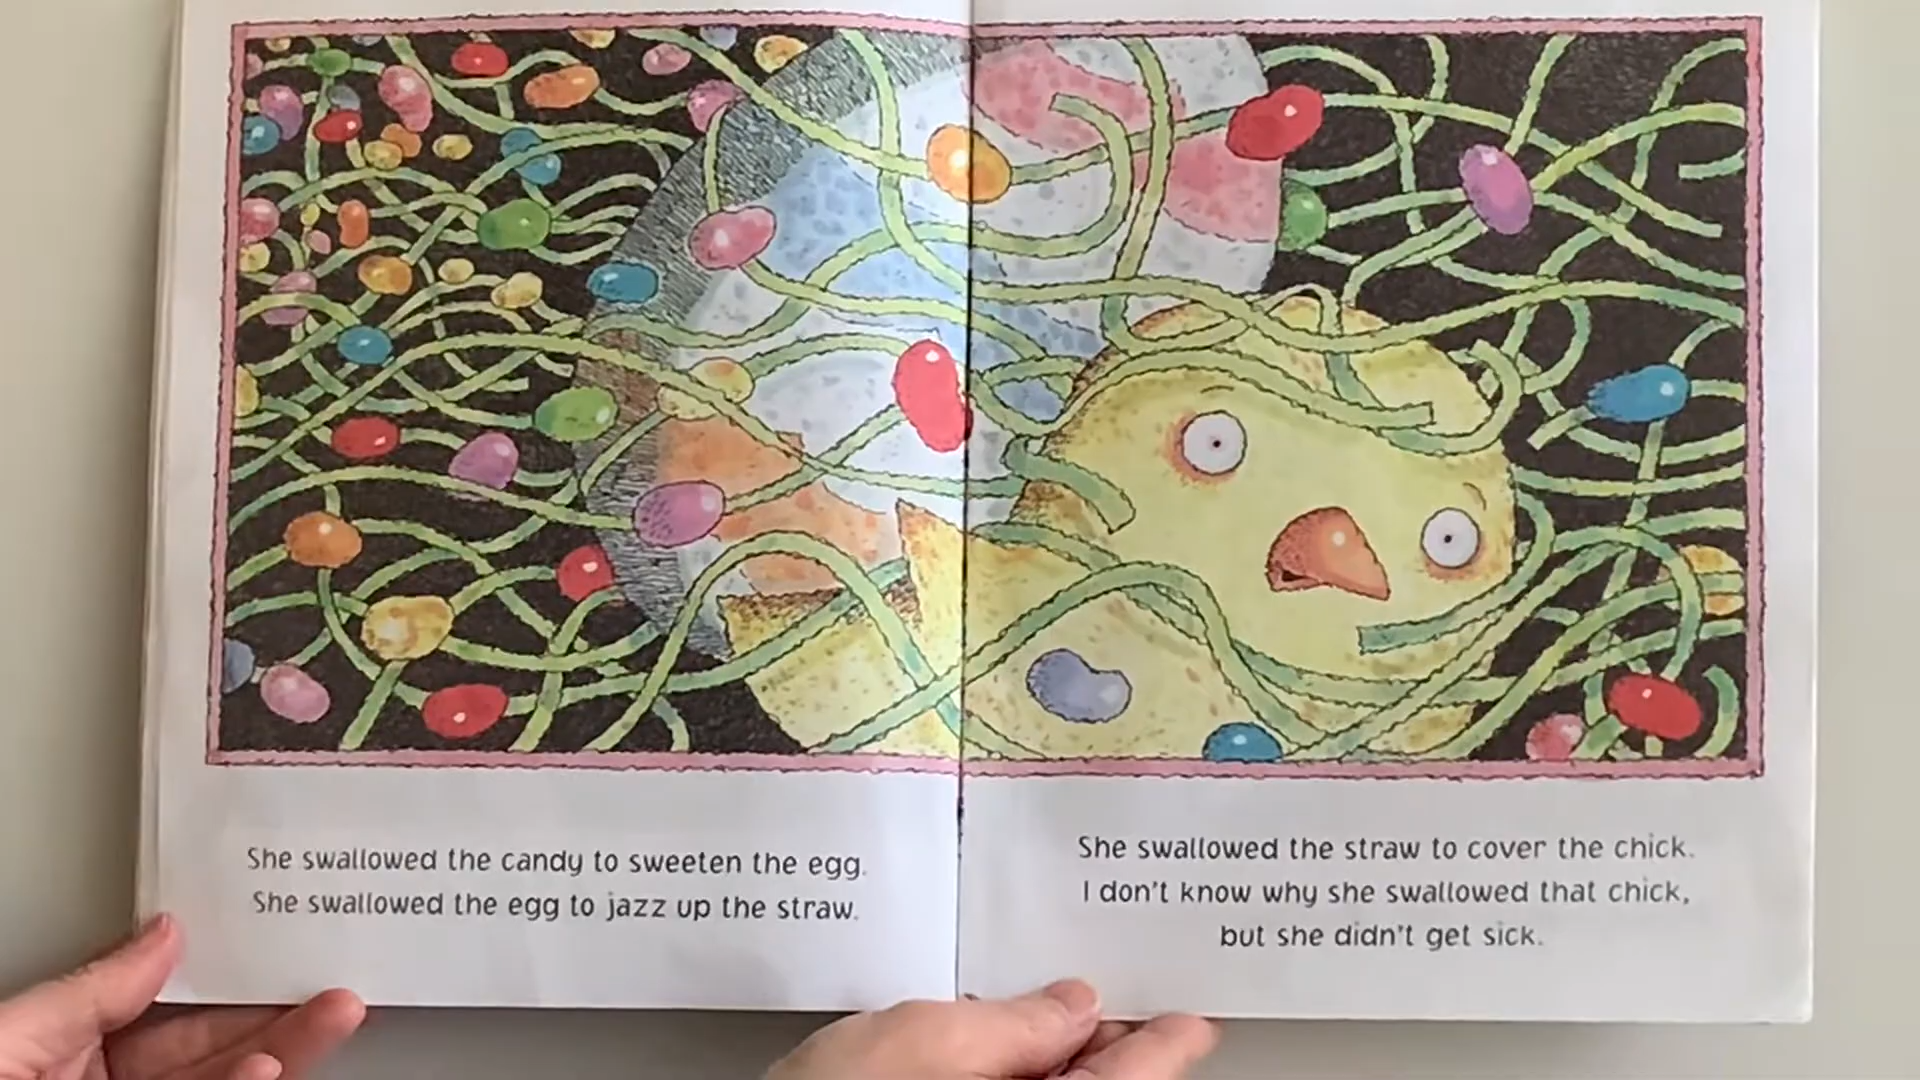 She swallowed the candy to sweeten the egg.
She swallowed the egg to jazz up the straw.
She swallowed the straw to cover the chick.
I don't know why she swallowed that chick,
but she didn't get sick.